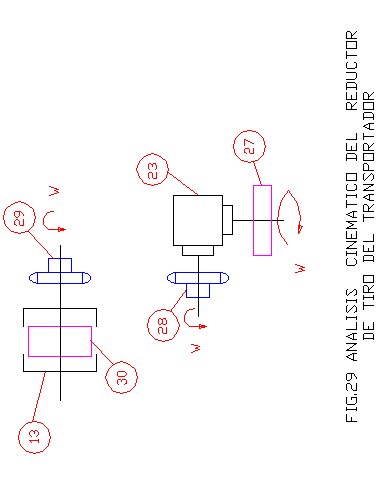 29
W
13
30
23
28
W
27
W
FIG.29 ANALISIS CINEMATICO DEL REDUCTOR
DE TIRO DEL TRANSPORTADOR